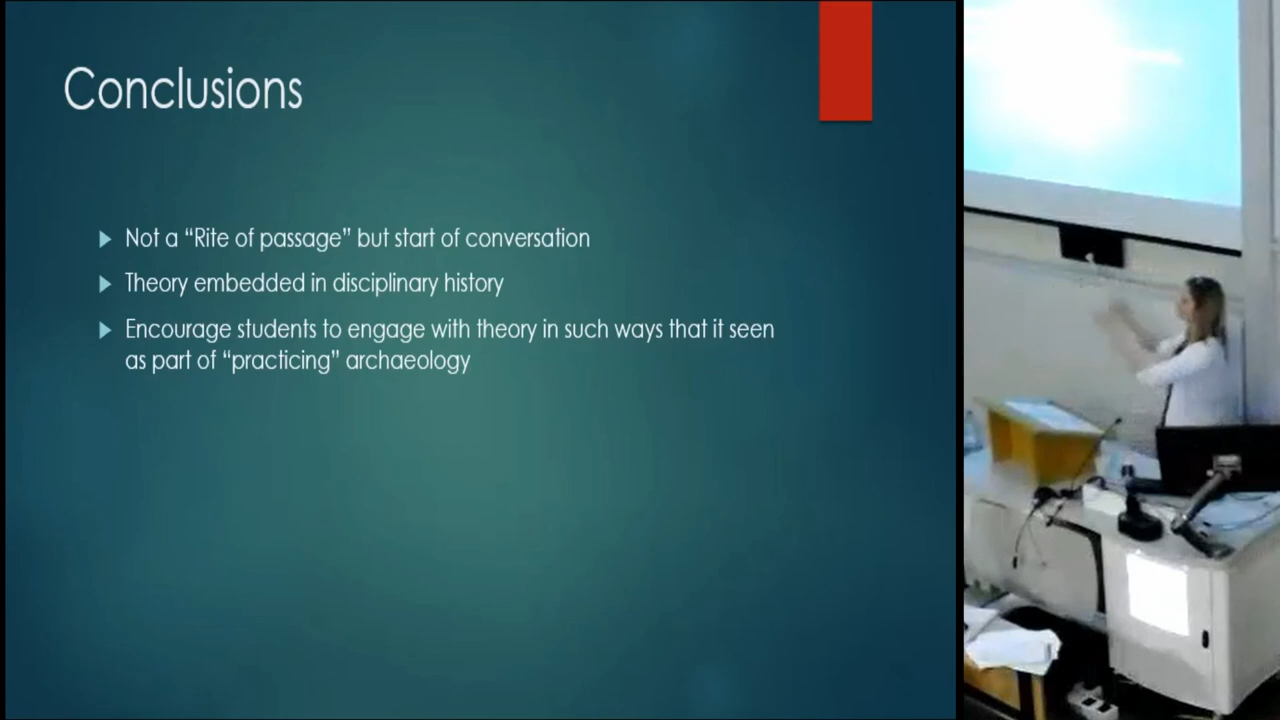 Conclusions
Not a “Rite of passage” but start of conversation
Theory embedded in disciplinary history
Encourage students to engage with theory in such ways that it seen
as part of “practicing” archaeology